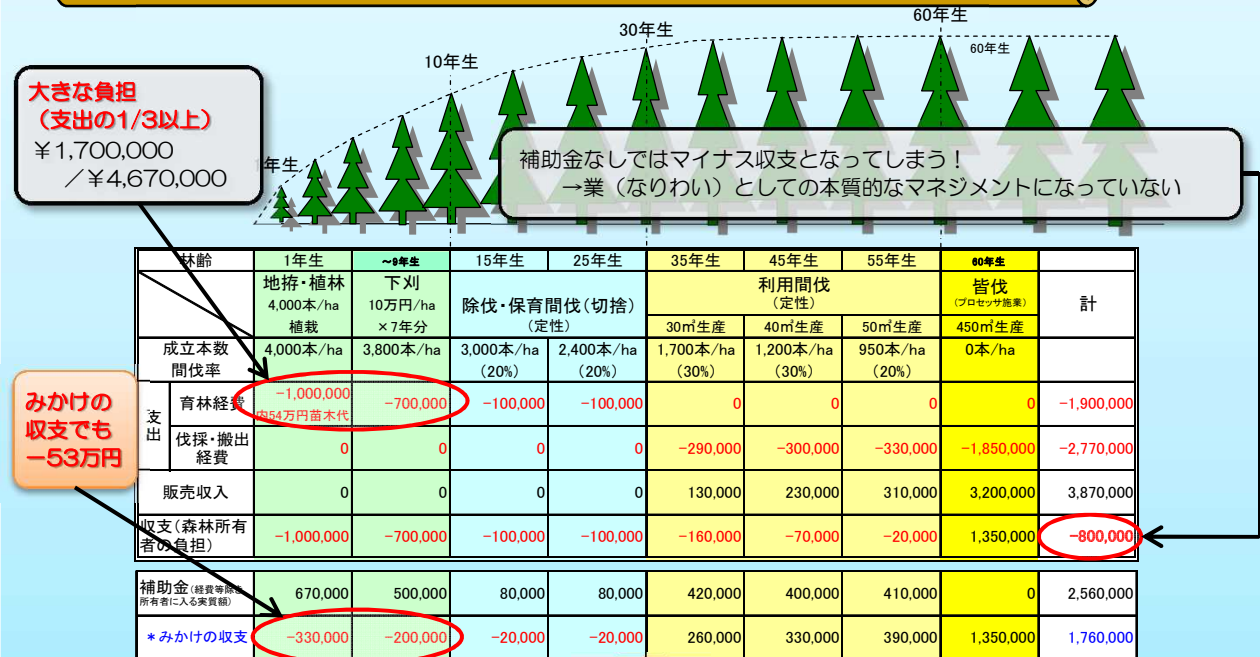 60年生
30年生
60年生
10年生
大きな負担
(支出の1/3以上)
¥1,700,000
/¥4,670,000
年生
補助金なしではマイナス収支となってしまう!
→業(なりわい)としての本質的なマネジメントになっていない
林齢 1年生 ~9年生 15年生 25年生 35年生 45年生 55年生 60年生 計
地拵・植林 下刈 除伐・保育間伐(切捨) 利用間伐 皆伐
4,000本/ha 10万円/ha (定性) (定性) (プロセッサ施業)
植栽 ×7年分 30㎥生産 40㎥生産 50㎥生産 450㎥生産
成立本数 4,000本/ha 3,800本/ha 3,000本/ha 2,400本/ha 1,700本/ha 1,200本/ha 950本/ha 0本/ha
間伐率 (20%) (20%) (30%) (30%) (20%)
みかけの
収支でも
-53万円
支出
育林経費 -1,000,000 -700,000 -100,000 -100,000 0 0 0 0 -1,900,000
内54万円苗木代
伐採・搬出
経費 0 0 0 0 -290,000 -300,000 -330,000 -1,850,000 -2,770,000
販売収入 0 0 0 0 130,000 230,000 310,000 3,200,000 3,870,000
収支(森林所有
者の負担) -1,000,000 -700,000 -100,000 -100,000 -160,000 -70,000 -20,000 1,350,000 -800,000
補助金(経費等除き
所有者に入る実質額) 670,000 500,000 80,000 80,000 420,000 400,000 410,000 0 2,560,000
*みかけの収支 -330,000 -200,000 -20,000 -20,000 260,000 330,000 390,000 1,350,000 1,760,000